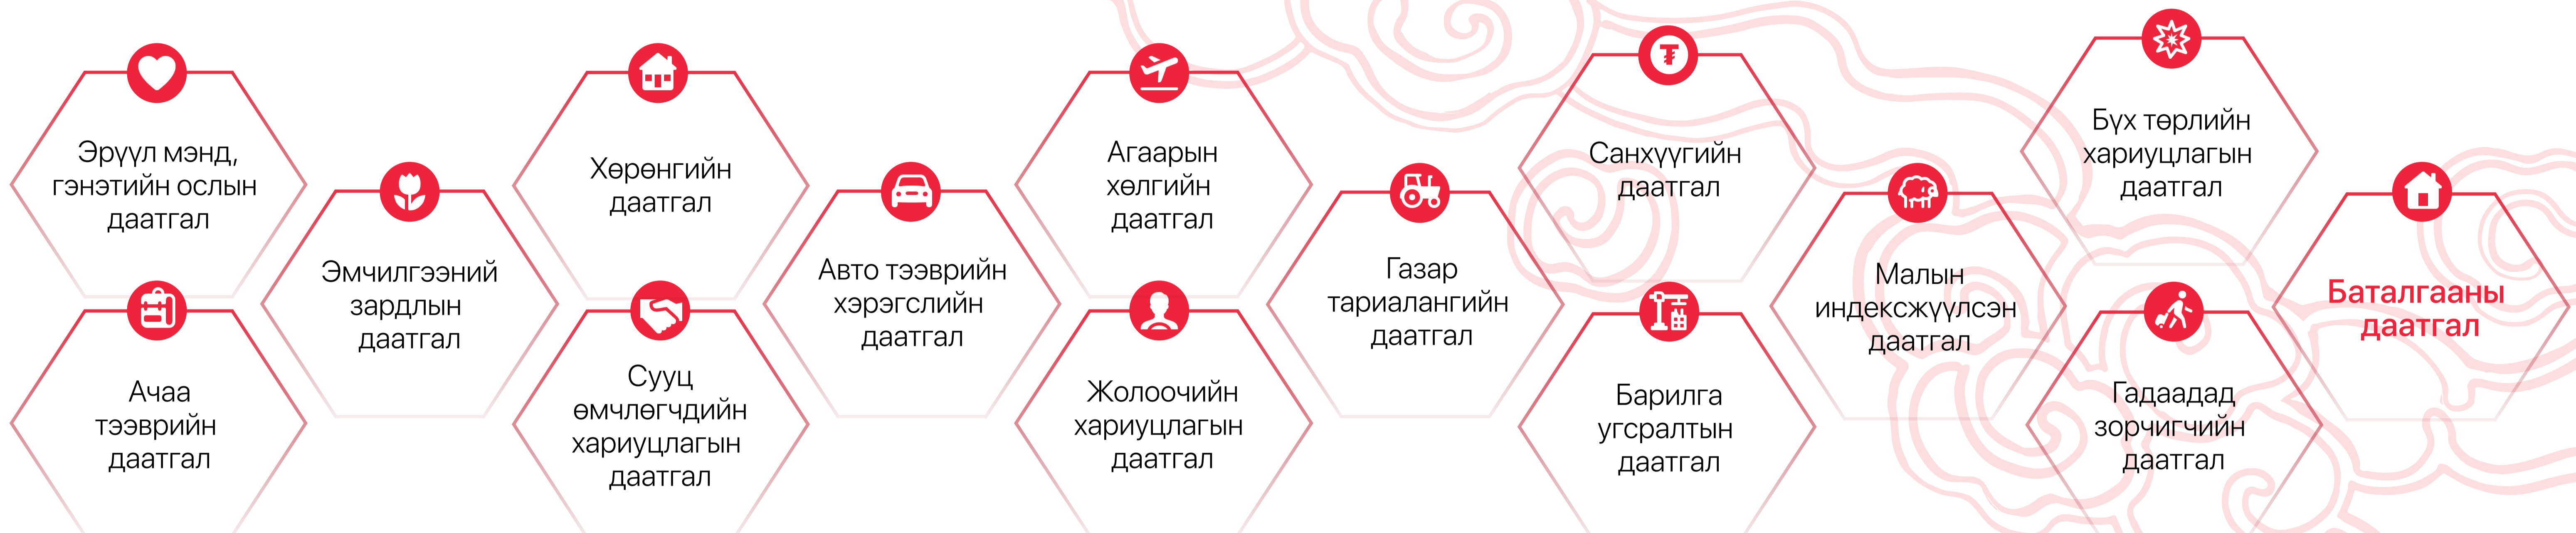 Эрүүл мэнд,
гэнэтийн ослын
даатгал
Ачаа
тээврийн
даатгал
Эмчилгээний
зардлын
даатгал
Хөрөнгийн
даатгал
Сууц
өмчлөгчдийн
хариуцлагын
даатгал
Авто тээврийн
хэрэгслийн
даатгал
Агаарын
хөлгийн
даатгал
Жолоочийн
хариуцлагын
даатгал
Газар
тариалангийн
даатгал
₮
Санхүүгийн
даатгал
Барилга
угсралтын
даатгал
Малын
индексжүүлсэн
даатгал
Бүх төрлийн
хариуцлагын
даатгал
Гадаадад
зорчигчийн
даатгал
Баталгааны
даатгал